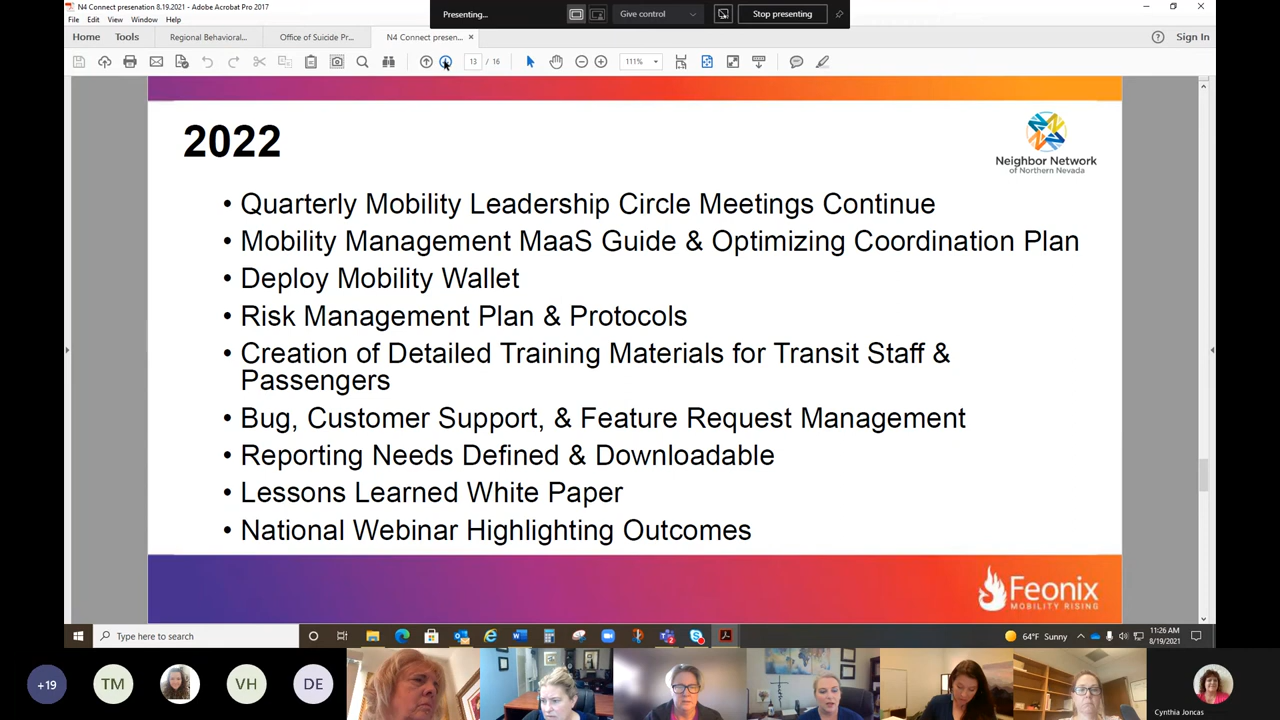 N4 Connect presenation 8.19.2021 - Adobe Acrobat Pro 2017
Presenting...
Give control
Stop presenting
File Edit View Window Help
Home Tools Regional Behavioral... Office of Suicide Pr... N4 Connect presen... ×
Sign In
13 / 16
111%
2022
Neighbor Network
of Northern Nevada
• Quarterly Mobility Leadership Circle Meetings Continue
• Mobility Management MaaS Guide & Optimizing Coordination Plan
• Deploy Mobility Wallet
• Risk Management Plan & Protocols
• Creation of Detailed Training Materials for Transit Staff &
Passengers
• Bug, Customer Support, & Feature Request Management
• Reporting Needs Defined & Downloadable
• Lessons Learned White Paper
• National Webinar Highlighting Outcomes
Feonix
MOBILITY RISING
Type here to search
64°F Sunny
11:26 AM
8/19/2021
+19
TM
VH
DE
Cynthia Joncas